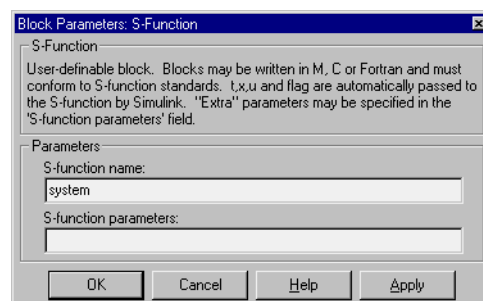 Block Parameters: S-Function
S-Function
User-definable block. Blocks may be written in M, C or Fortran and must
conform to S-function standards. t,x,u and flag are automatically passed to
the S-function by Simulink. "Extra" parameters may be specified in the
'S-function parameters' field.
Parameters
S-function name:
system
S-function parameters:
OK Cancel Help Apply